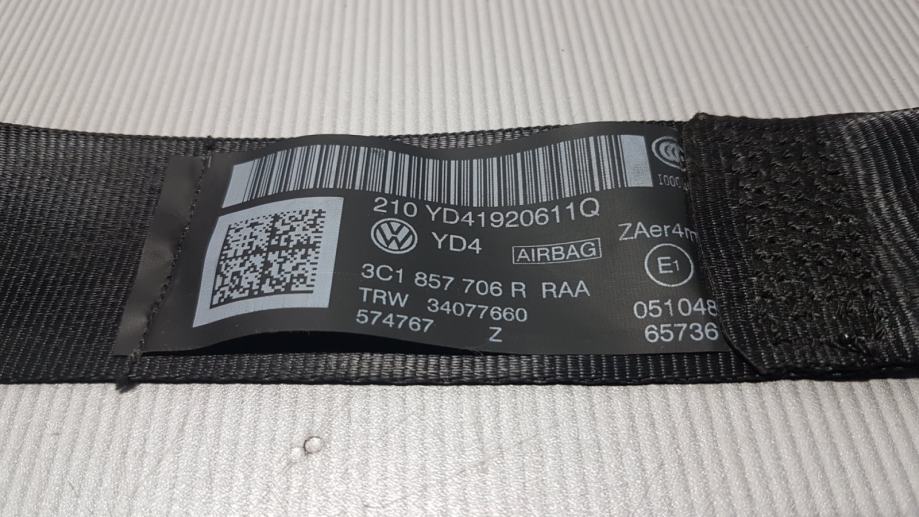 210 YD41920611Q
YD4 AIRBAG ZAer4m
3C1 857 706 R RAA E1
TRW 34077660 051048
574767 Z 65736